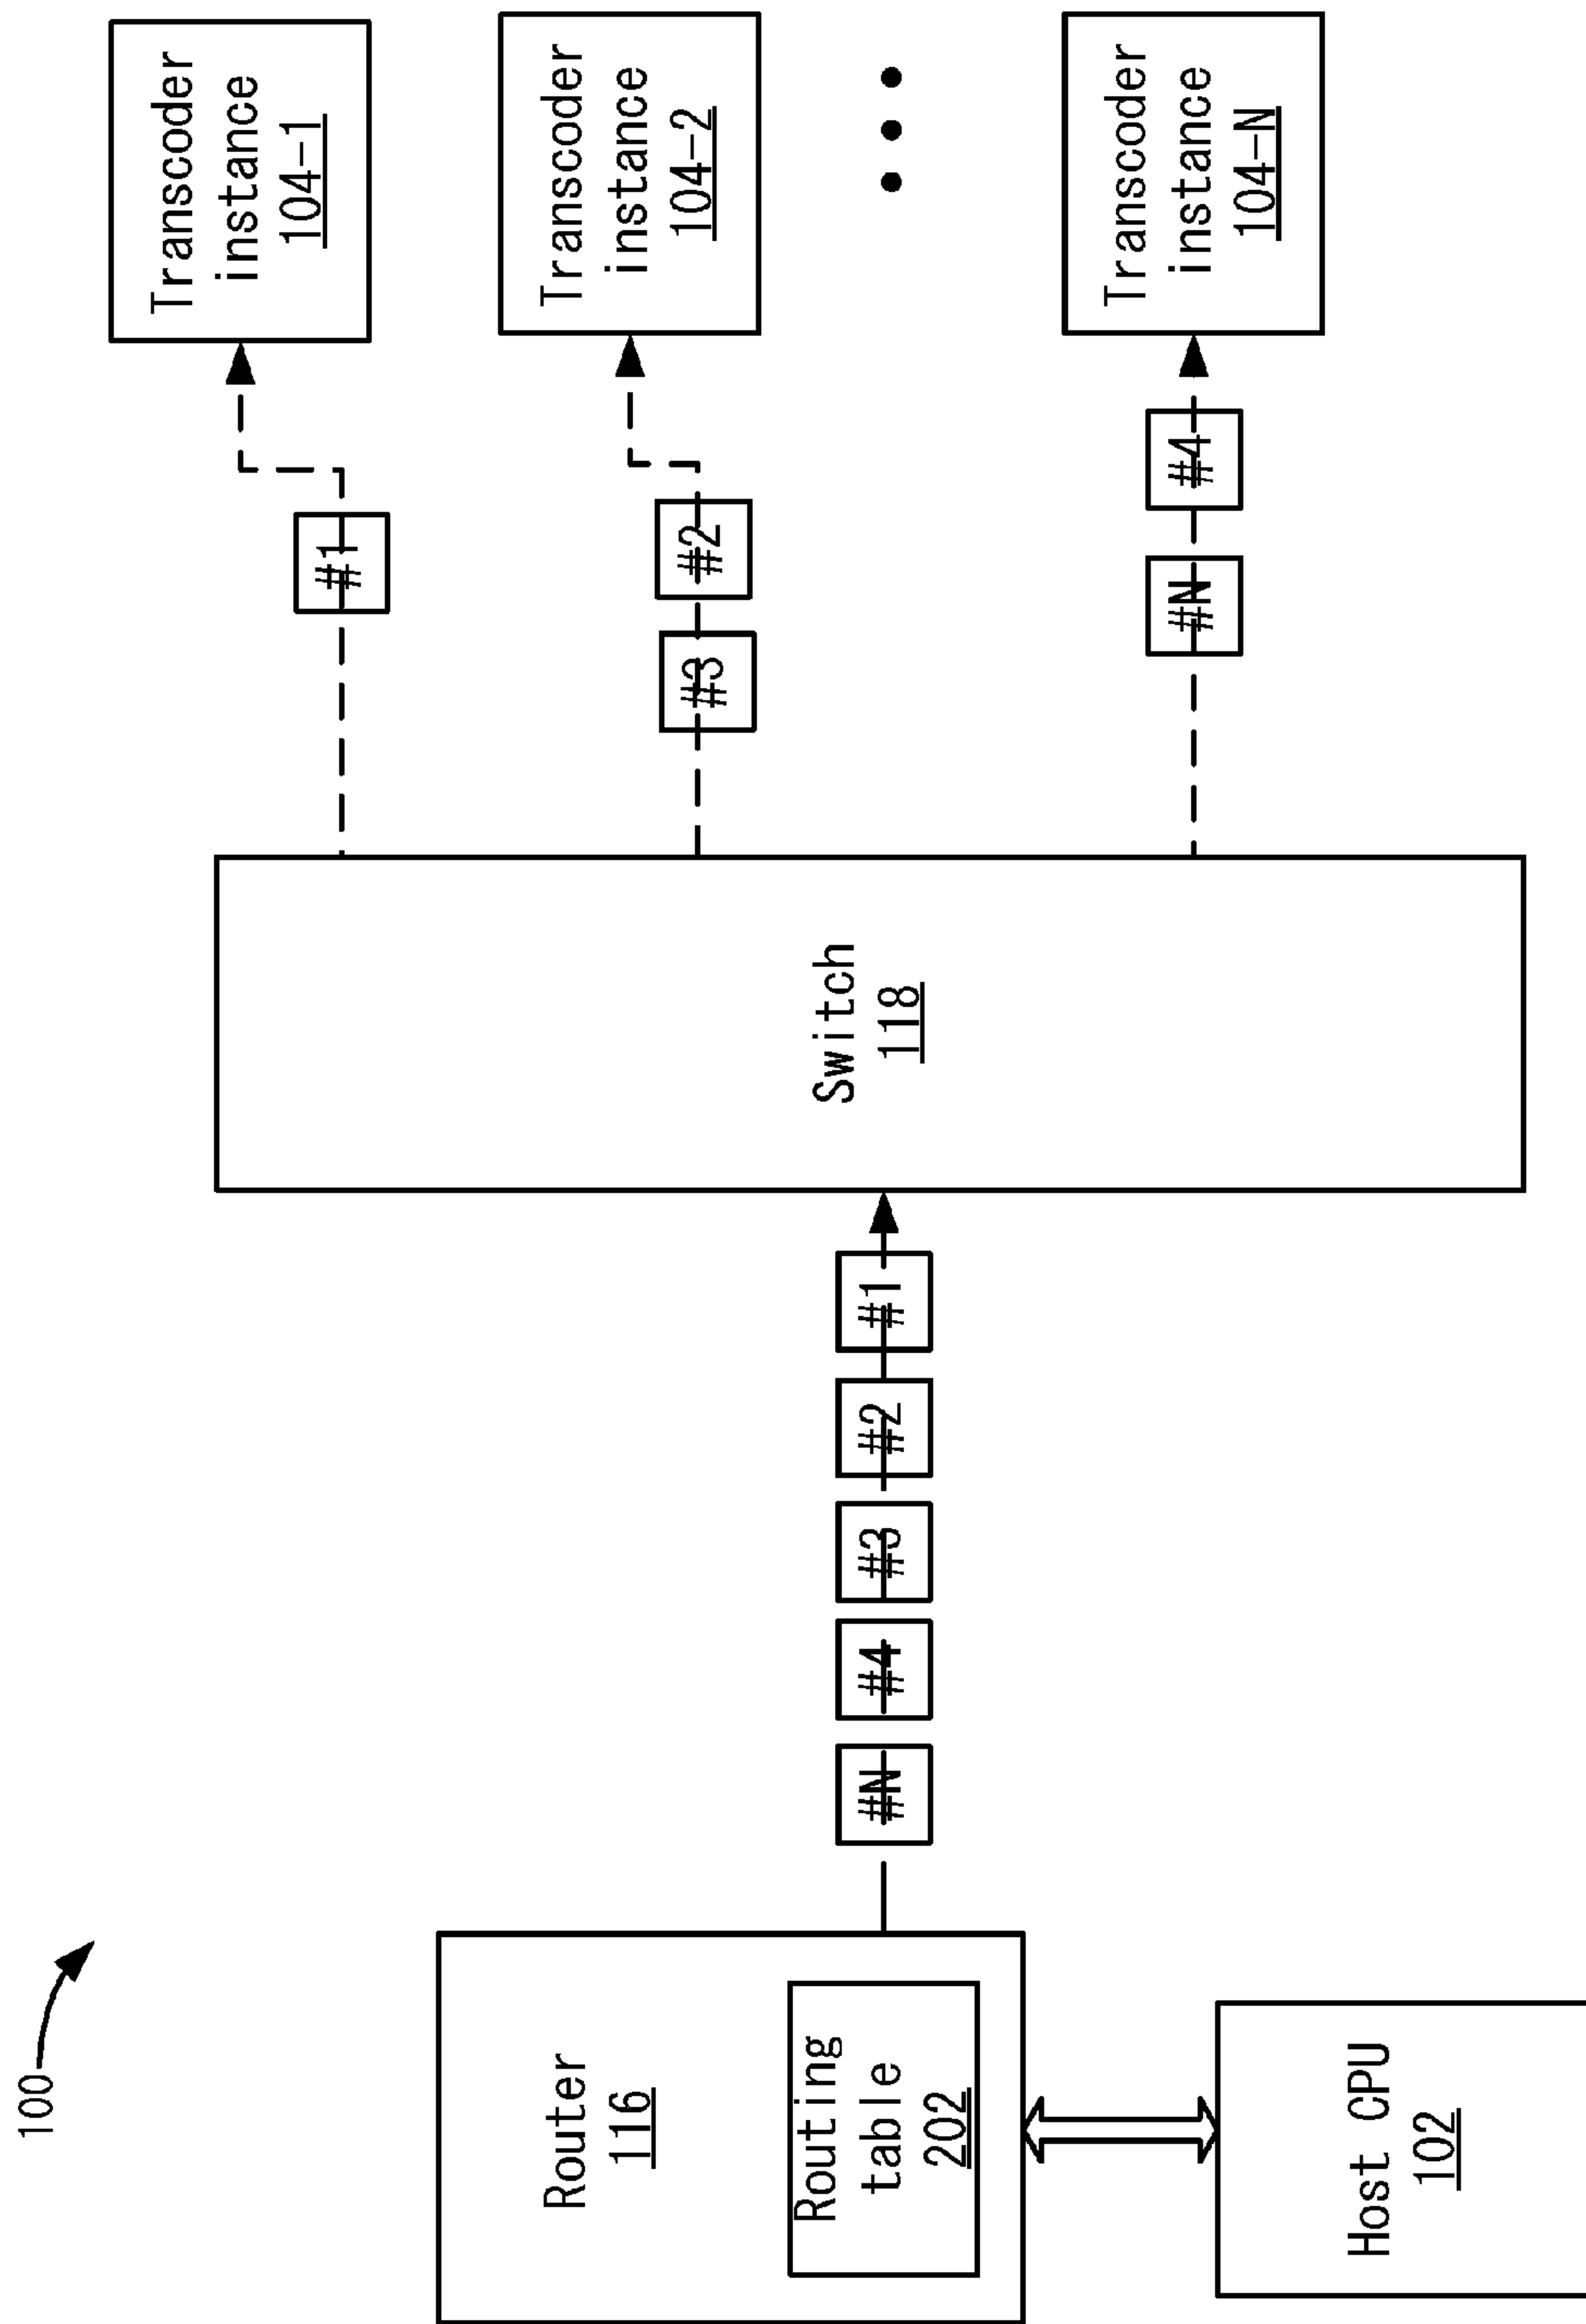 100
Router
116
Routing
table
202
Host CPU
102
#N
#4
#3
#2
#1
Switch
118
#1
#3
#2
#N
#4
Transcoder
instance
104-1
Transcoder
instance
104-2
Transcoder
instance
104-N